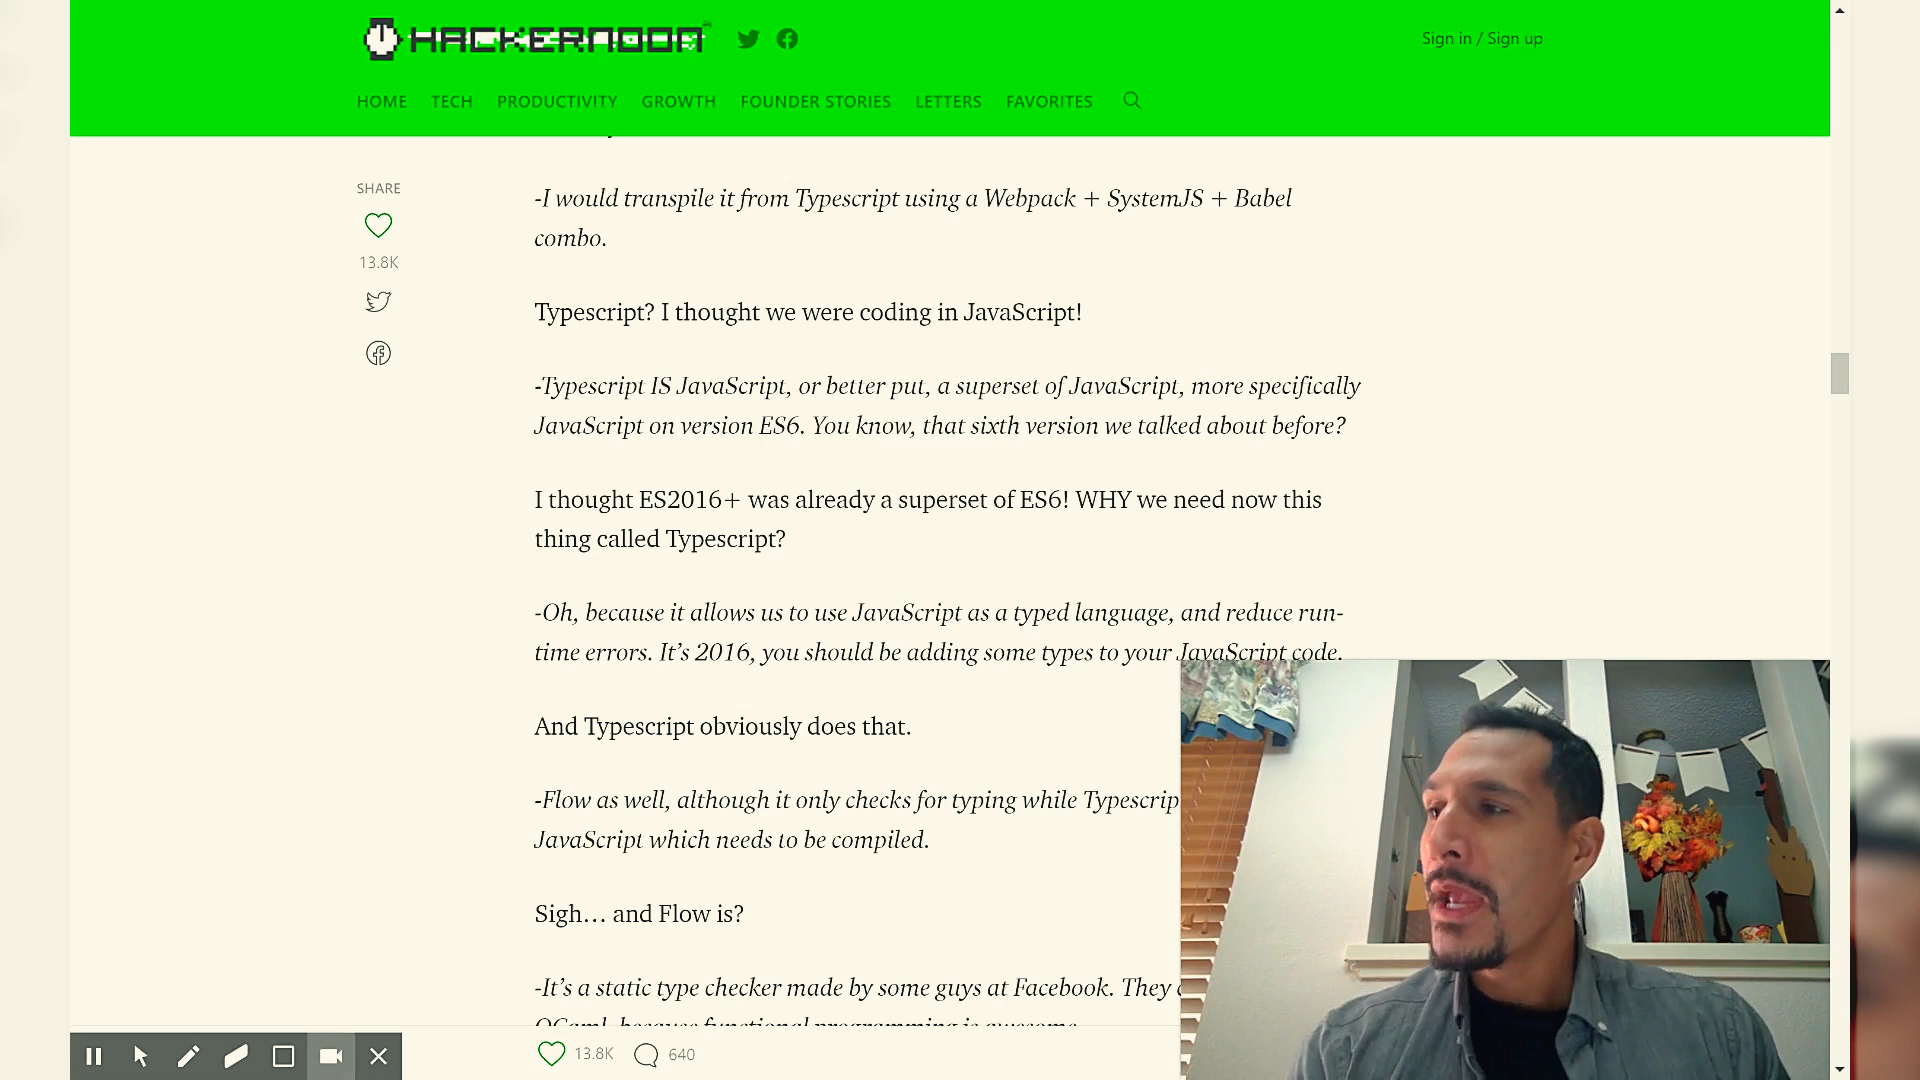 HACKERNOON
Sign in / Sign up
HOME TECH PRODUCTIVITY GROWTH FOUNDER STORIES LETTERS FAVORITES
SHARE
13.8K
-I would transpile it from Typescript using a Webpack + SystemJS + Babel
combo.
Typescript? I thought we were coding in JavaScript!
-Typescript IS JavaScript, or better put, a superset of JavaScript, more specifically
JavaScript on version ES6. You know, that sixth version we talked about before?
I thought ES2016+ was already a superset of ES6! WHY we need now this
thing called Typescript?
-Oh, because it allows us to use JavaScript as a typed language, and reduce run-
time errors. It's 2016, you should be adding some types to your JavaScript code.
And Typescript obviously does that.
-Flow as well, although it only checks for typing while Typescrip
JavaScript which needs to be compiled.
Sigh… and Flow is?
-It's a static type checker made by some guys at Facebook. They
OCaml, because functional programming is awesome.
13.8K 640